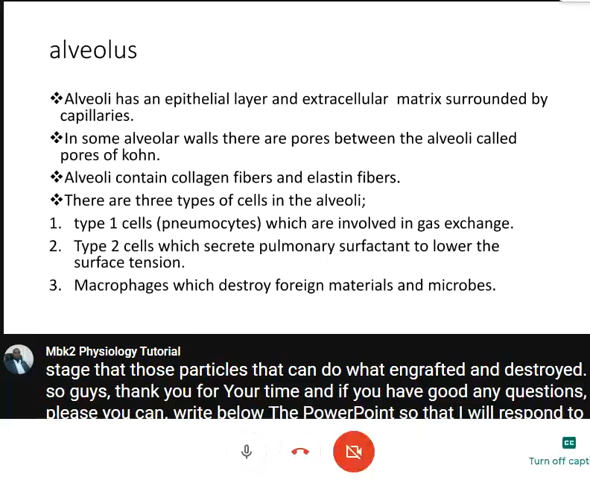 alveolus
❖Alveoli has an epithelial layer and extracellular matrix surrounded by
capillaries.
❖In some alveolar walls there are pores between the alveoli called
pores of kohn.
❖Alveoli contain collagen fibers and elastin fibers.
❖There are three types of cells in the alveoli;
1. type 1 cells (pneumocytes) which are involved in gas exchange.
2. Type 2 cells which secrete pulmonary surfactant to lower the
surface tension.
3. Macrophages which destroy foreign materials and microbes.
Mbk2 Physiology Tutorial
stage that those particles that can do what engrafted and destroyed.
so guys, thank you for Your time and if you have good any questions,
please you can. write below The PowerPoint so that I will respond to
CC
Turn off capt